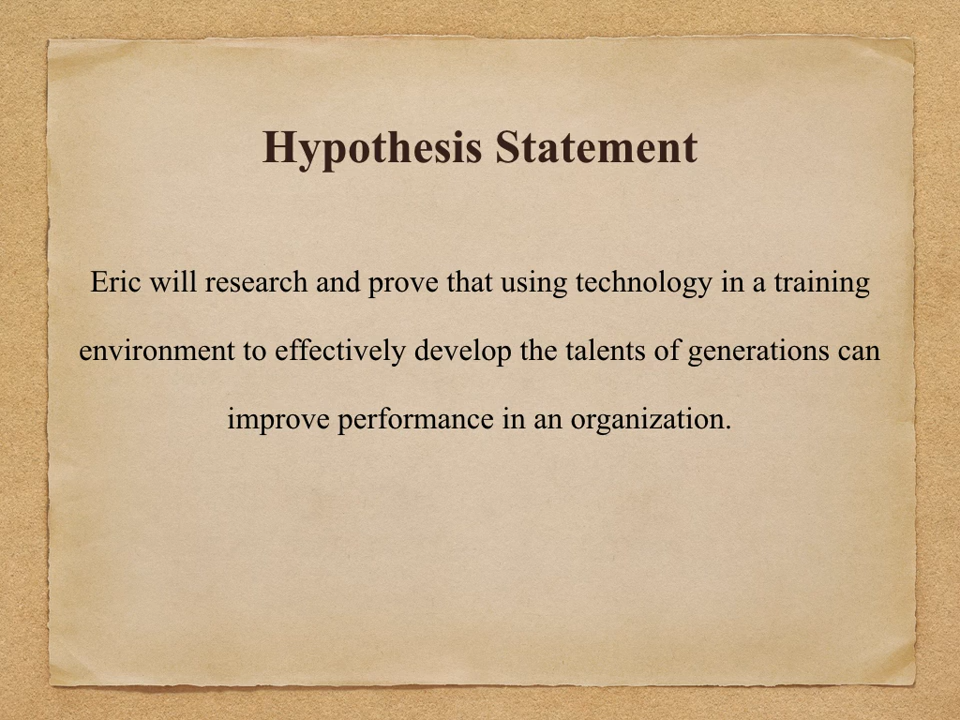 Hypothesis Statement
Eric will research and prove that using technology in a training
environment to effectively develop the talents of generations can
improve performance in an organization.